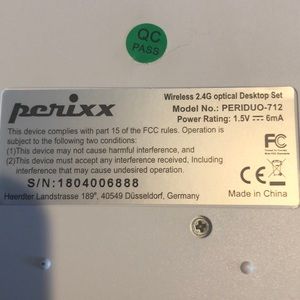 QC
PASS
perixx
Wireless 2.4G optical Desktop Set
Model No.: PERIDUO-712
Power Rating: 1.5V ⎓ 6mA
This device complies with part 15 of the FCC rules. Operation is
subject to the following two conditions:
(1)This device may not cause harmful interference, and
(2)This device must accept any interference received, Including
interference that may cause undesired operation.
S/N:1804006888
Heerdter Landstrasse 189°, 40549 Düsseldorf, Germany
FC
CE
Made in China